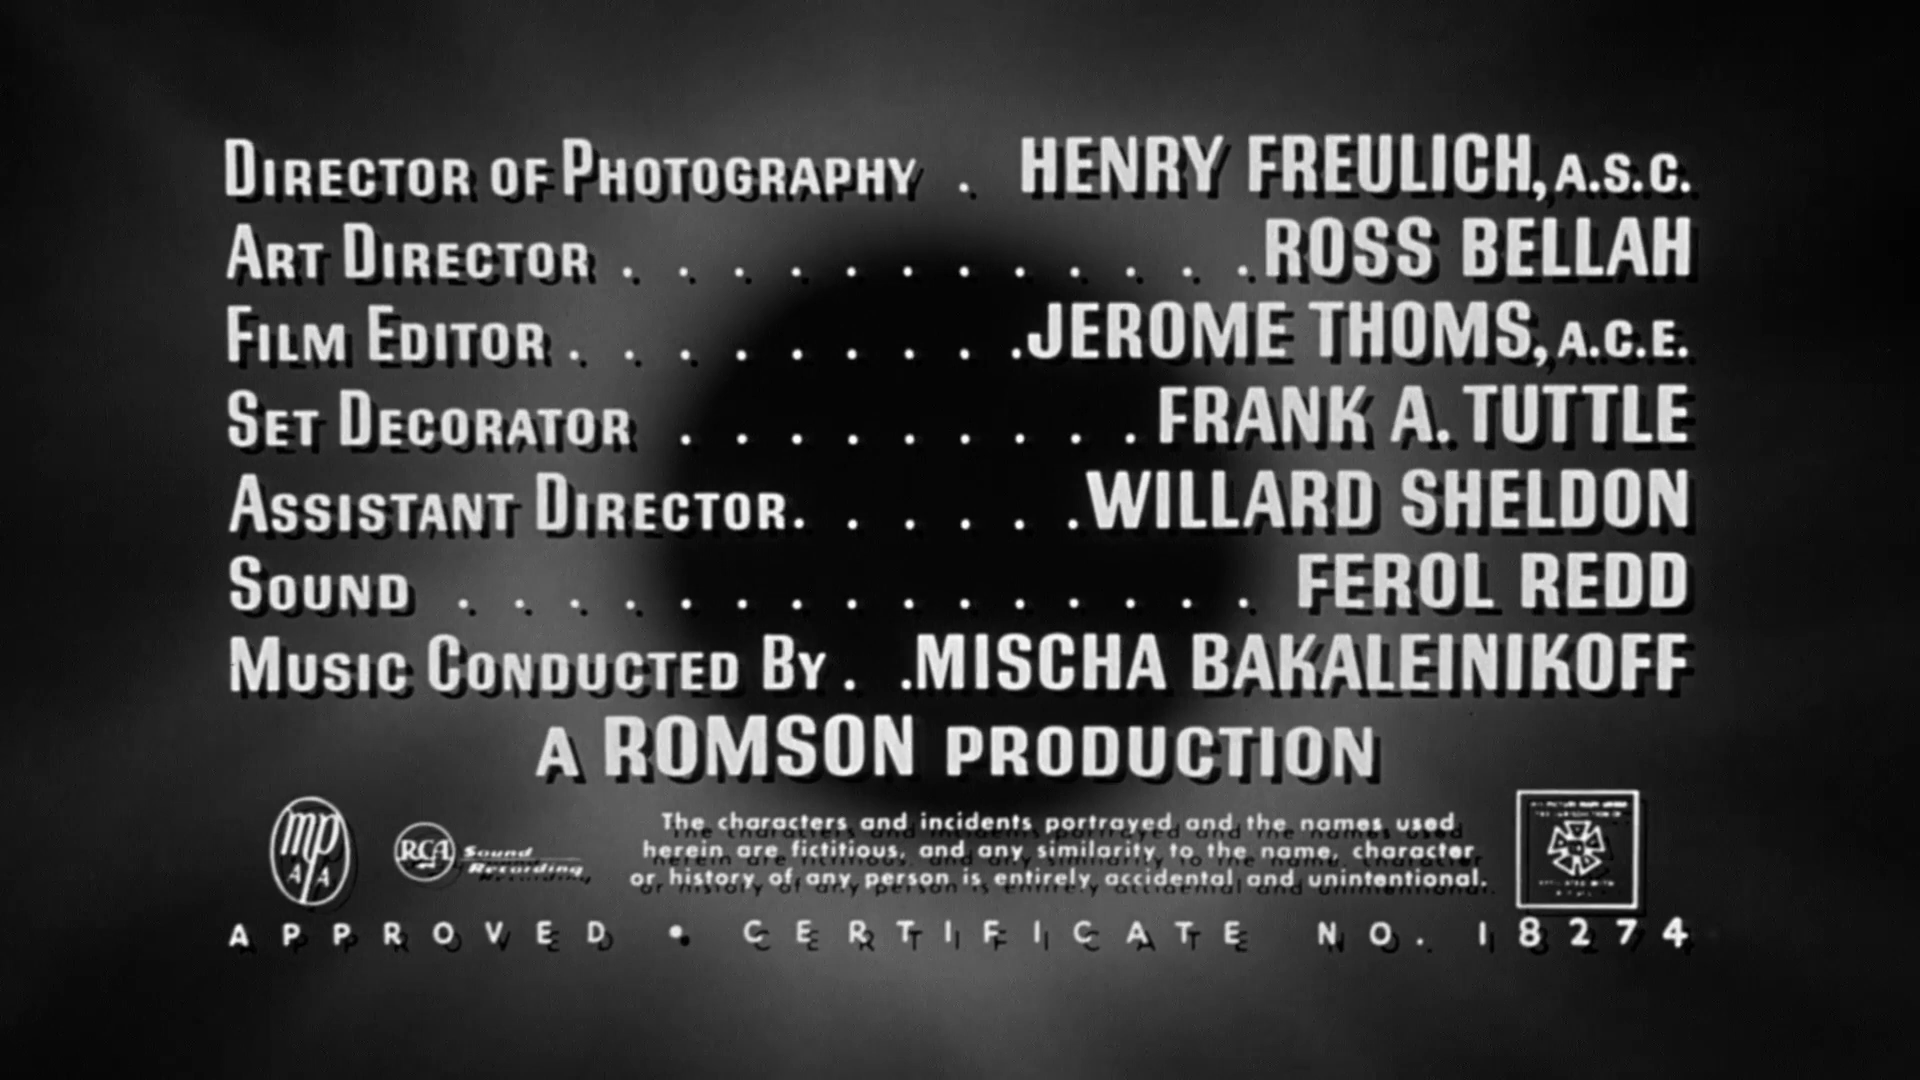 DIRECTOR OF PHOTOGRAPHY . HENRY FREULICH, A.S.C.
ART DIRECTOR . . . . . . . . . . . . ROSS BELLAH
FILM EDITOR . . . . . . . . . JEROME THOMS, A.C.E.
SET DECORATOR . . . . . . . . . FRANK A. TUTTLE
ASSISTANT DIRECTOR . . . . . . WILLARD SHELDON
SOUND . . . . . . . . . . . . . . . FEROL REDD
MUSIC CONDUCTED BY . . MISCHA BAKALEINIKOFF
A ROMSON PRODUCTION
mp
AA
RCA Sound Recording
The characters and incidents portrayed and the names used
herein are fictitious, and any similarity to the name, character
or history of any person is entirely accidental and unintentional.
APPROVED • CERTIFICATE NO. 18274